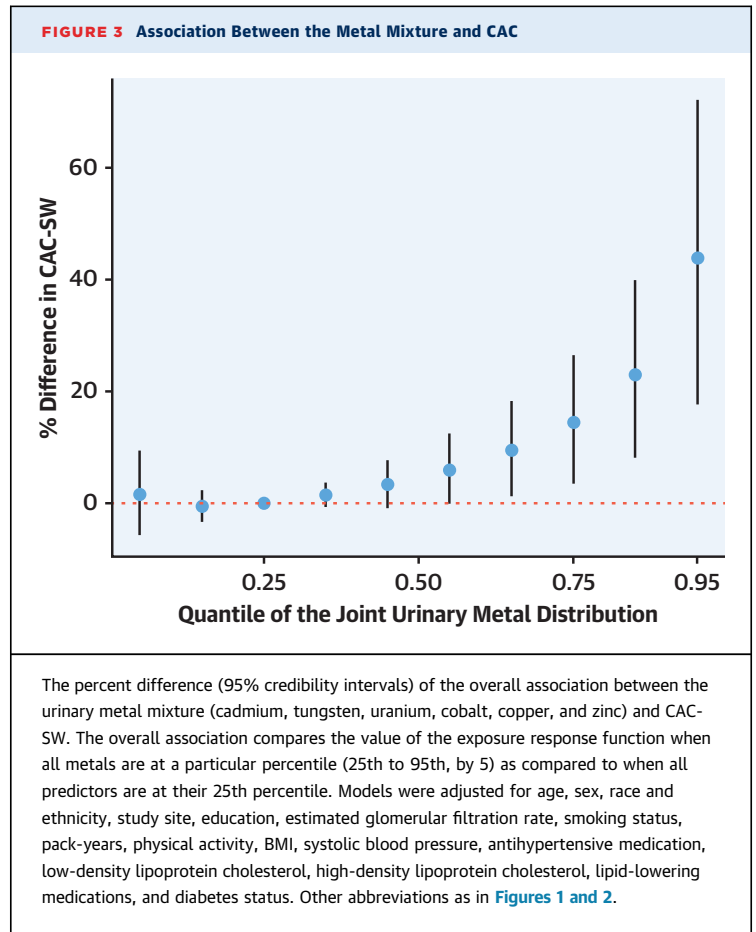 FIGURE 3 Association Between the Metal Mixture and CAC
60
40
20
0
% Difference in CAC-SW
0.25 0.50 0.75 0.95
Quantile of the Joint Urinary Metal Distribution
The percent difference (95% credibility intervals) of the overall association between the
urinary metal mixture (cadmium, tungsten, uranium, cobalt, copper, and zinc) and CAC-
SW. The overall association compares the value of the exposure response function when
all metals are at a particular percentile (25th to 95th, by 5) as compared to when all
predictors are at their 25th percentile. Models were adjusted for age, sex, race and
ethnicity, study site, education, estimated glomerular filtration rate, smoking status,
pack-years, physical activity, BMI, systolic blood pressure, antihypertensive medication,
low-density lipoprotein cholesterol, high-density lipoprotein cholesterol, lipid-lowering
medications, and diabetes status. Other abbreviations as in Figures 1 and 2.